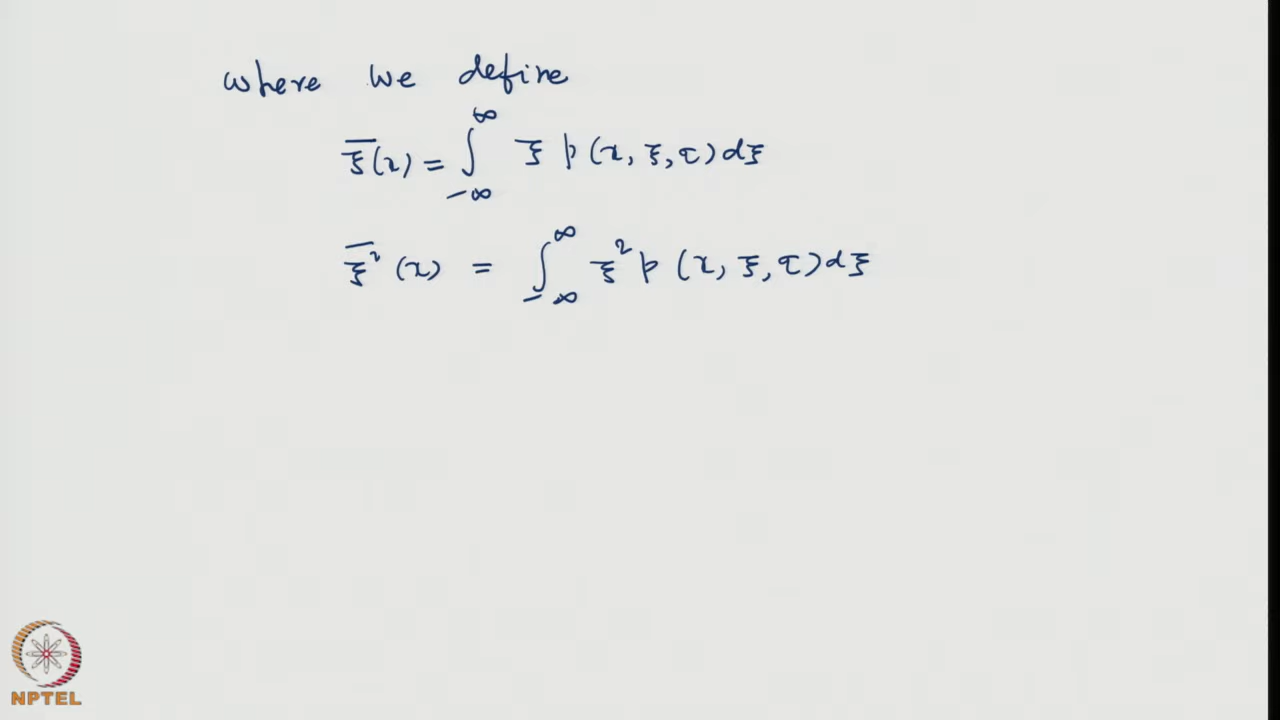 where we define
ξ̅(x) = ∫_{-∞}^{∞} ξ p(x, ξ, τ) dξ
ξ̅²(x) = ∫_{-∞}^{∞} ξ² p(x, ξ, τ) dξ
NPTEL